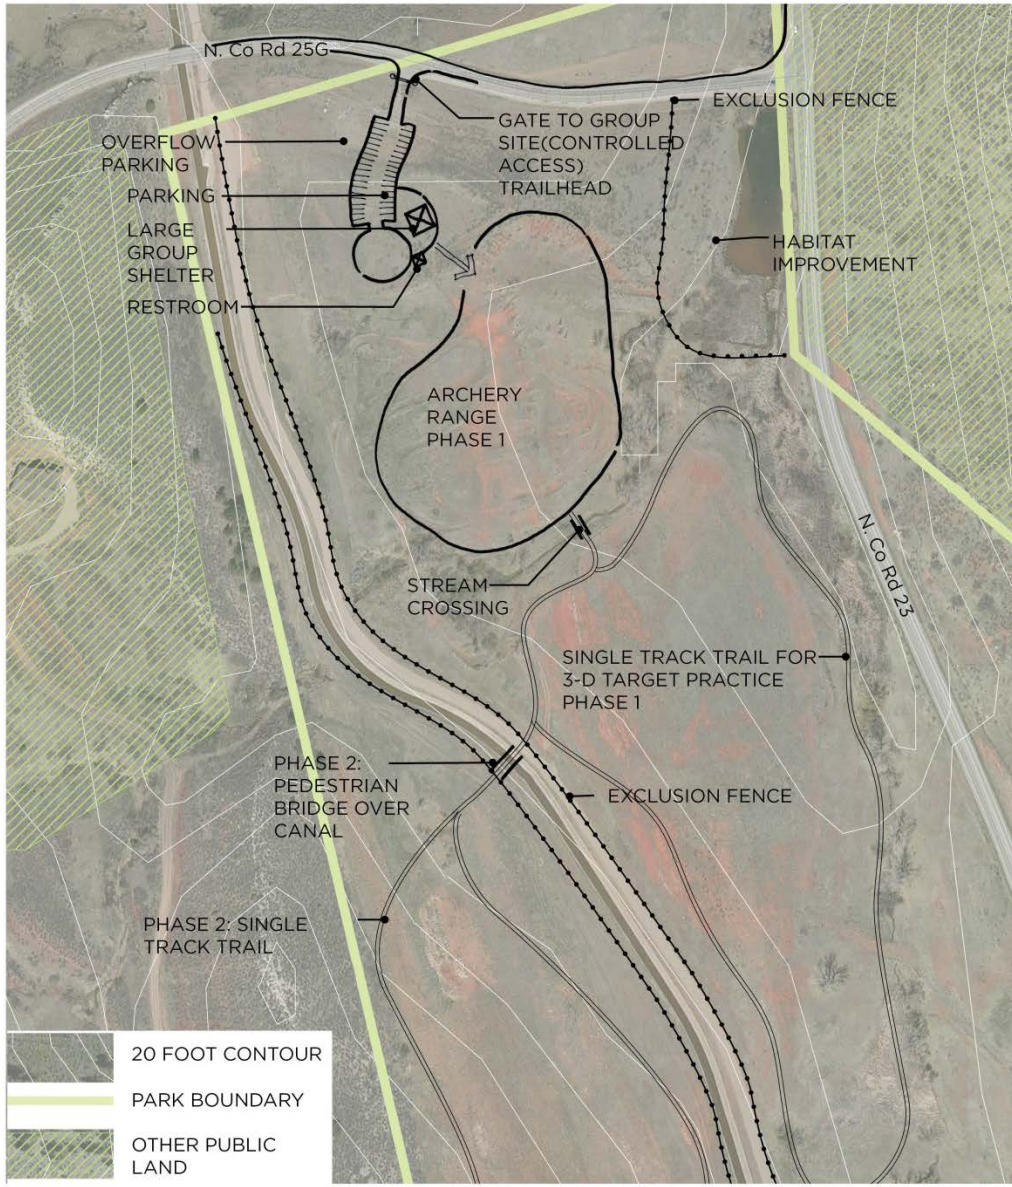 N. Co Rd 25G
EXCLUSION FENCE
OVERFLOW
PARKING
GATE TO GROUP
SITE(CONTROLLED
ACCESS)
TRAILHEAD
PARKING
LARGE
GROUP
SHELTER
HABITAT
IMPROVEMENT
RESTROOM
ARCHERY
RANGE
PHASE 1
N. Co Rd 23
STREAM
CROSSING
SINGLE TRACK TRAIL FOR
3-D TARGET PRACTICE
PHASE 1
PHASE 2:
PEDESTRIAN
BRIDGE OVER
CANAL
EXCLUSION FENCE
PHASE 2: SINGLE
TRACK TRAIL
20 FOOT CONTOUR
PARK BOUNDARY
OTHER PUBLIC
LAND